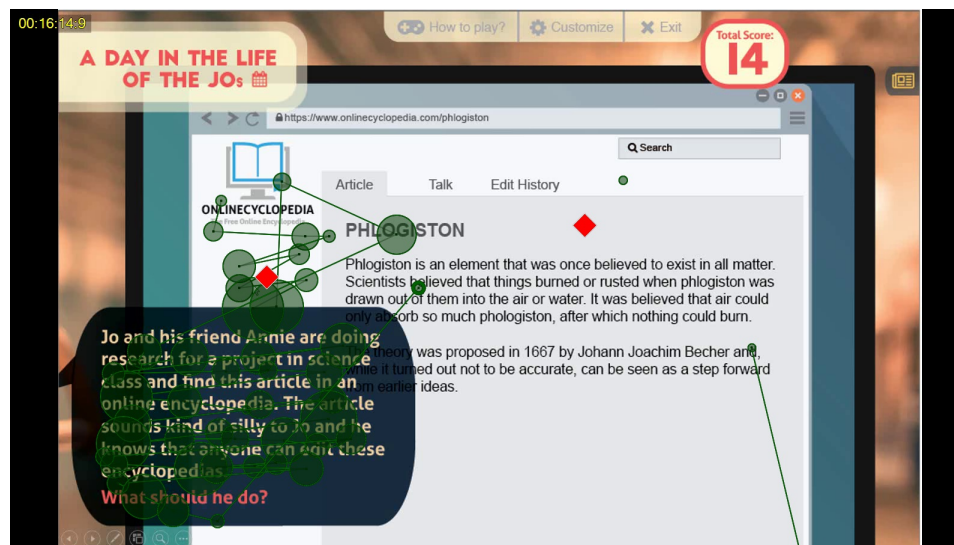 00:16:14:9
How to play?
Customize
Exit
Total Score:
14
A DAY IN THE LIFE
OF THE JOs
https://www.onlinecyclopedia.com/phlogiston
Search
ONLINECYCLOPEDIA
The Free Online Encyclopedia
Article
Talk
Edit History
PHLOGISTON
Phlogiston is an element that was once believed to exist in all matter.
Scientists believed that things burned or rusted when phlogiston was
drawn out of them into the air or water. It was believed that air could
only absorb so much phologiston, after which nothing could burn.
theory was proposed in 1667 by Johann Joachim Becher and,
while it turned out not to be accurate, can be seen as a step forward
from earlier ideas.
Jo and his friend Annie are doing
research for a project in science
class and find this article in an
online encyclopedia. The article
sounds kind of silly to Jo and he
knows that anyone can edit these
encyclopedias.
What should he do?